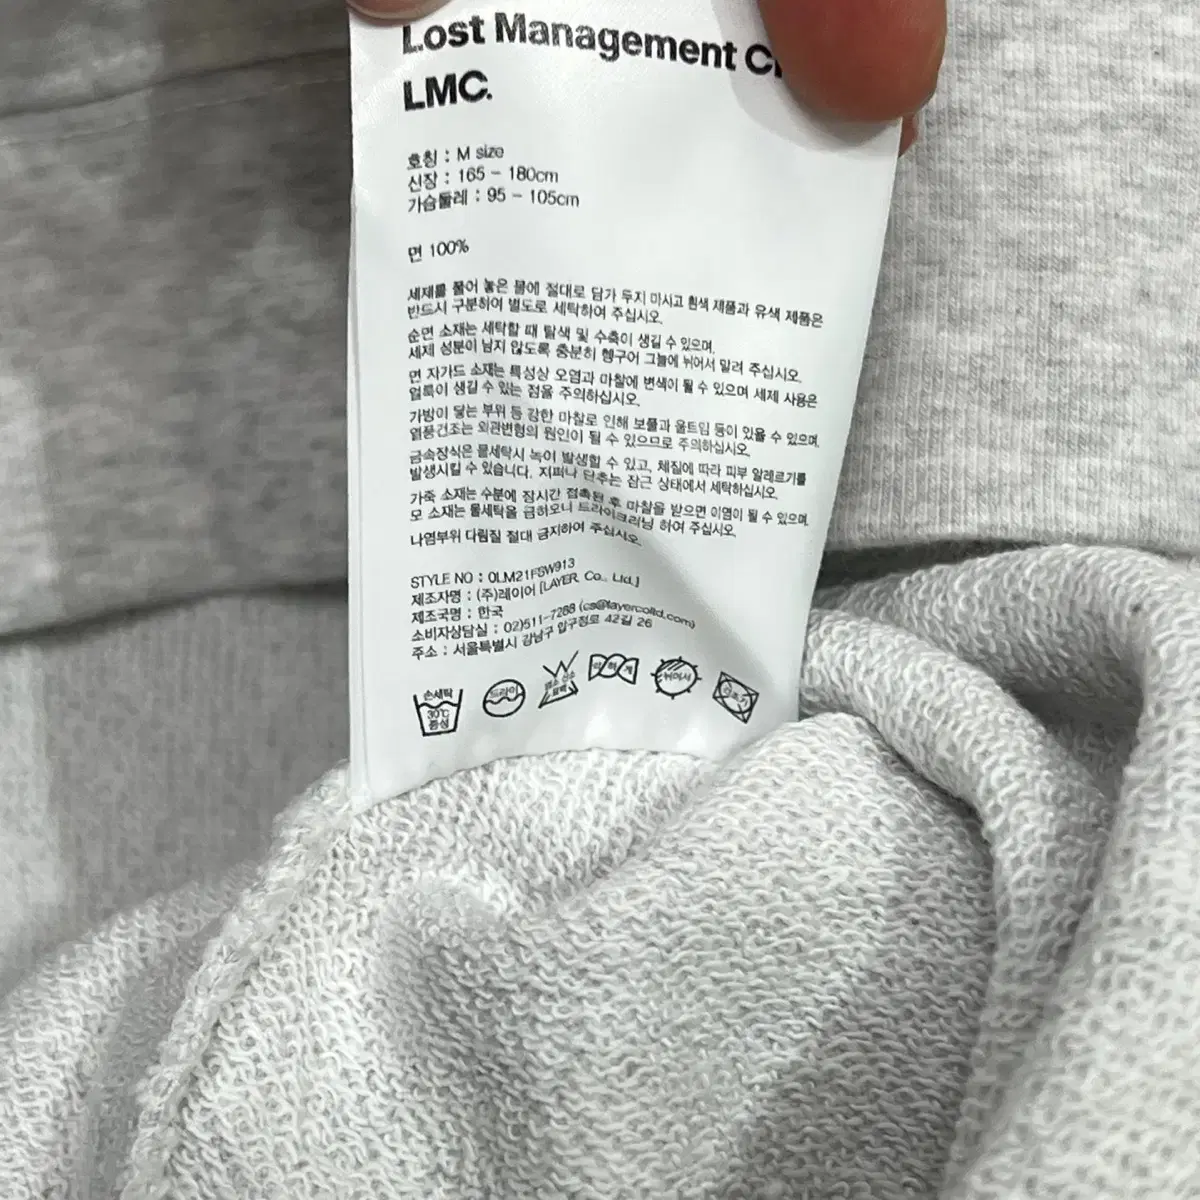 Lost Management
LMC.
호칭 : M size
신장 : 165 - 180cm
가슴둘레 : 95 - 105cm
면 100%
세제를 풀어 놓은 물에 절대로 담가 두지 마시고 흰색 제품과 유색 제품은
반드시 구분하여 별도로 세탁하여 주십시오.
순면 소재는 세탁할 때 탈색 및 수축이 생길 수 있으며,
세제 성분이 남지 않도록 충분히 헹구어 그늘에 뉘어서 말려 주십시오.
면 자가드 소재는 특성상 오염과 마찰에 변색이 될 수 있으며 세제 사용은
얼룩이 생길 수 있는 점을 주의하십시오.
가방이 닿는 부위 등 강한 마찰로 인해 보풀과 울트임 등이 있을 수 있으며,
열풍건조는 외관변형의 원인이 될 수 있으므로 주의하십시오.
금속장식은 물세탁시 녹이 발생할 수 있고, 체질에 따라 피부 알레르기를
발생시킬 수 있습니다. 지퍼나 단추는 잠근 상태에서 세탁하십시오.
가죽 소재는 수분에 잠시간 접촉된 후 마찰을 받으면 이염이 될 수 있으며,
모 소재는 물세탁을 금하오니 드라이크리닝 하여 주십시오.
나염부위 다림질 절대 금지하여 주십시오.
STYLE NO : 0LM21FSW913
제조자명 : (주)레이어 [LAYER Co., Ltd.]
제조국명 : 한국
소비자상담실 : 02)511-7288 (cs@layercoltd.com)
주소 : 서울특별시 강남구 압구정로 42길 26
손세탁 30℃ 중성
드라이
약하게
뉘어서